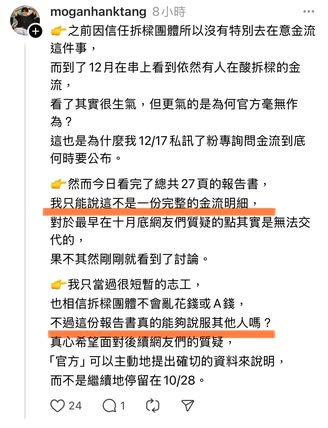 moganhanktang 8小時
👉之前因信任拆樑團體所以沒有特別去在意金流
這件事，
而到了12月在串上看到依然有人在酸拆樑的金
流，
看了其實很生氣，但更氣的是為何官方毫無作
為？
這也是為什麼我 12/17 私訊了粉專詢問金流到底
何時要公布。
👉然而今日看完了總共27頁的報告書，
我只能說這不是一份完整的金流明細，
對於最早在十月底網友們質疑的點其實是無法交
代的，
果不其然剛剛就看到了討論。
👉我只當過很短暫的志工，
也相信拆樑團體不會亂花錢或Ａ錢，
不過這份報告書真的能夠說服其他人嗎？
真心希望面對後續網友們的質疑，
「官方」可以主動地提出確切的資料來說明，
而不是繼續地停留在10/28。
24 1